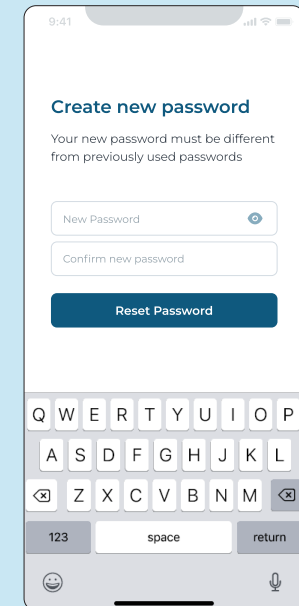 9:41
Create new password
Your new password must be different
from previously used passwords
New Password
Confirm new password
Reset Password
Q W E R T Y U I O P
A S D F G H J K L
Z X C V B N M
123 space return